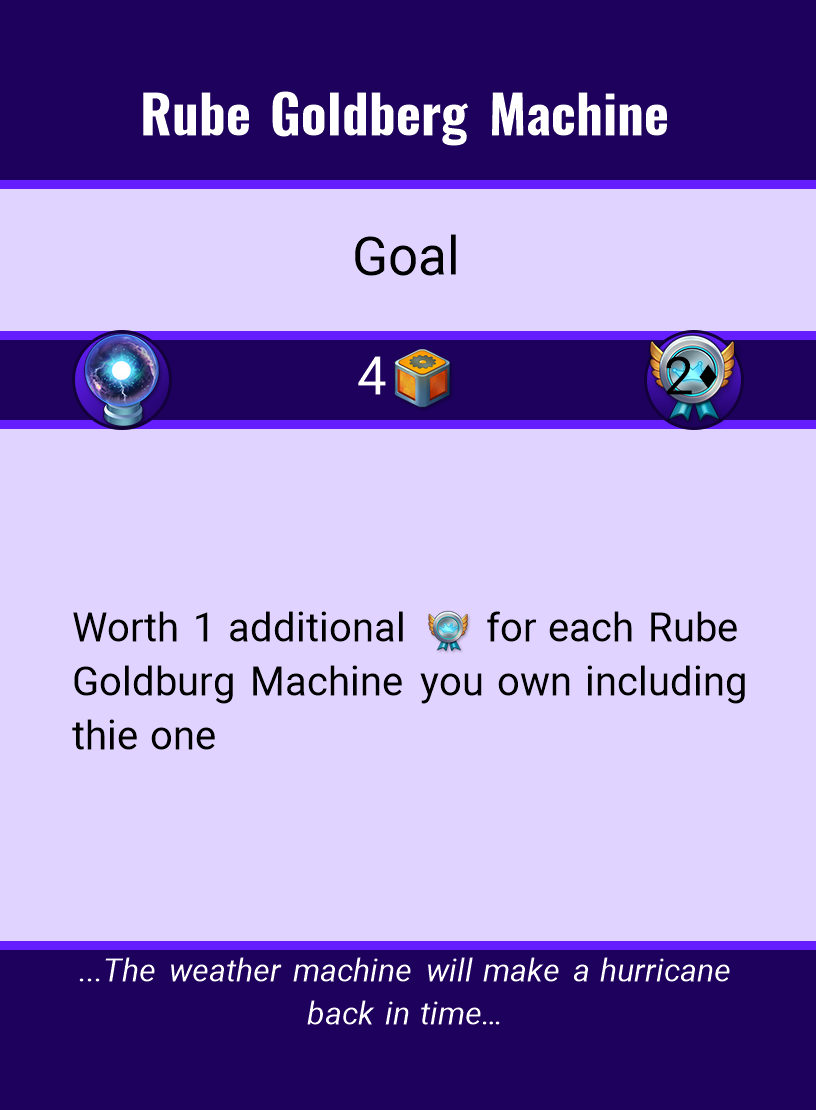 Rube Goldberg Machine
Goal
4
2♦
Worth 1 additional for each Rube
Goldburg Machine you own including
thie one
...The weather machine will make a hurricane
back in time...